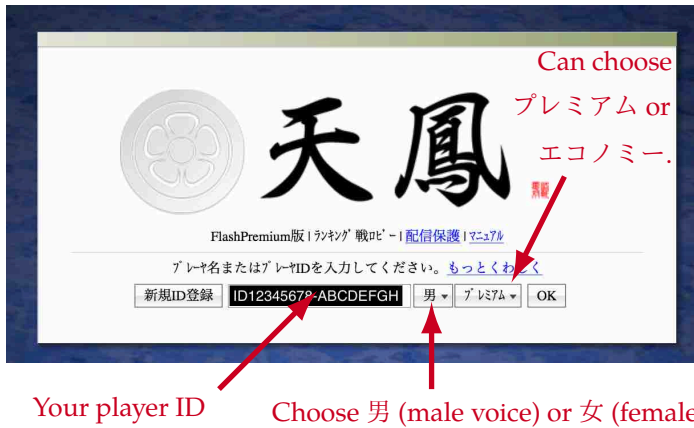 Can choose
プレミアム or
エコノミー.
天鳳
FlashPremium版 | ﾗﾝｷﾝｸﾞ戦ﾛﾋﾞｰ | 配信保護 | ﾏﾆｭｱﾙ
ﾌﾟﾚｰﾔ名またはﾌﾟﾚｰﾔIDを入力してください。もっとくわしく
新規ID登録 ID12345678-ABCDEFGH 男 ﾌﾟﾚﾐｱﾑ OK
Your player ID
Choose 男 (male voice) or 女 (female